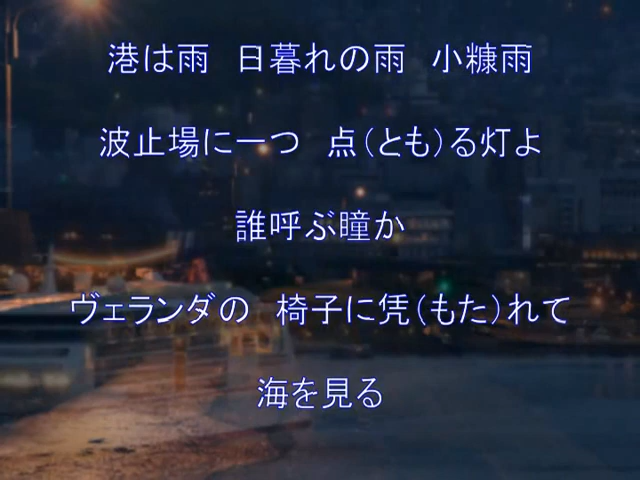 港は雨　日暮れの雨　小糠雨
波止場に一つ　点（とも）る灯よ
誰呼ぶ瞳か
ヴェランダの　椅子に凭（もた）れて
海を見る